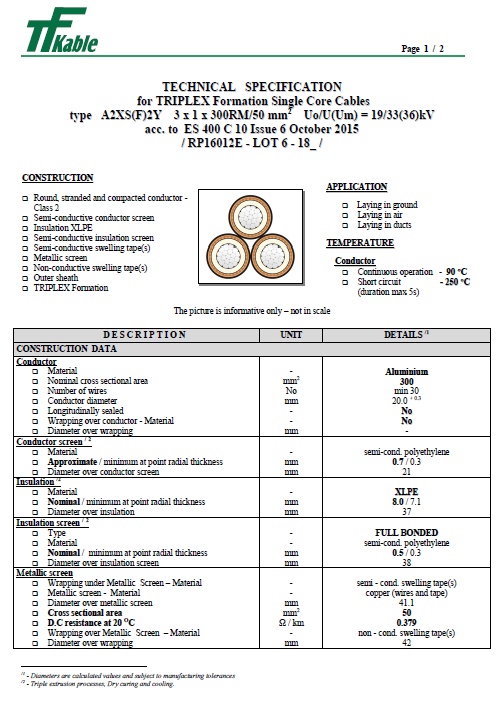 TF Kable
Page 1 / 2
TECHNICAL SPECIFICATION
for TRIPLEX Formation Single Core Cables
type A2XS(F)2Y 3 x 1 x 300RM/50 mm² Uo/U(Um) = 19/33(36)kV
acc. to ES 400 C 10 Issue 6 October 2015
/ RP16012E - LOT 6 - 18_ /
CONSTRUCTION
❑ Round, stranded and compacted conductor -
Class 2
❑ Semi-conductive conductor screen
❑ Insulation XLPE
❑ Semi-conductive insulation screen
❑ Semi-conductive swelling tape(s)
❑ Metallic screen
❑ Non-conductive swelling tape(s)
❑ Outer sheath
❑ TRIPLEX Formation
APPLICATION
❑ Laying in ground
❑ Laying in air
❑ Laying in ducts
TEMPERATURE
Conductor
❑ Continuous operation - 90 °C
❑ Short circuit - 250 °C
(duration max 5s)
The picture is informative only – not in scale
DESCRIPTION UNIT DETAILS /1
CONSTRUCTION DATA
Conductor
❑ Material - Aluminium
❑ Nominal cross sectional area mm² 300
❑ Number of wires No min 30
❑ Conductor diameter mm 20.0 ± 0.3
❑ Longitudinally sealed - No
❑ Wrapping over conductor - Material - No
❑ Diameter over wrapping mm -
Conductor screen / 2
❑ Material - semi-cond. polyethylene
❑ Approximate / minimum at point radial thickness mm 0.7 / 0.3
❑ Diameter over conductor screen mm 21
Insulation /2
❑ Material - XLPE
❑ Nominal / minimum at point radial thickness mm 8.0 / 7.1
❑ Diameter over insulation mm 37
Insulation screen / 2
❑ Type - FULL BONDED
❑ Material - semi-cond. polyethylene
❑ Nominal / minimum at point radial thickness mm 0.5 / 0.3
❑ Diameter over insulation screen mm 38
Metallic screen
❑ Wrapping under Metallic Screen – Material - semi - cond. swelling tape(s)
❑ Metallic screen - Material - copper (wires and tape)
❑ Diameter over metallic screen mm 41.1
❑ Cross sectional area mm² 50
❑ D.C resistance at 20 °C Ω / km 0.379
❑ Wrapping over Metallic Screen – Material - non - cond. swelling tape(s)
❑ Diameter over wrapping mm 42
/1 - Diameters are calculated values and subject to manufacturing tolerances
/2 - Triple extrusion processes, Dry curing and cooling.